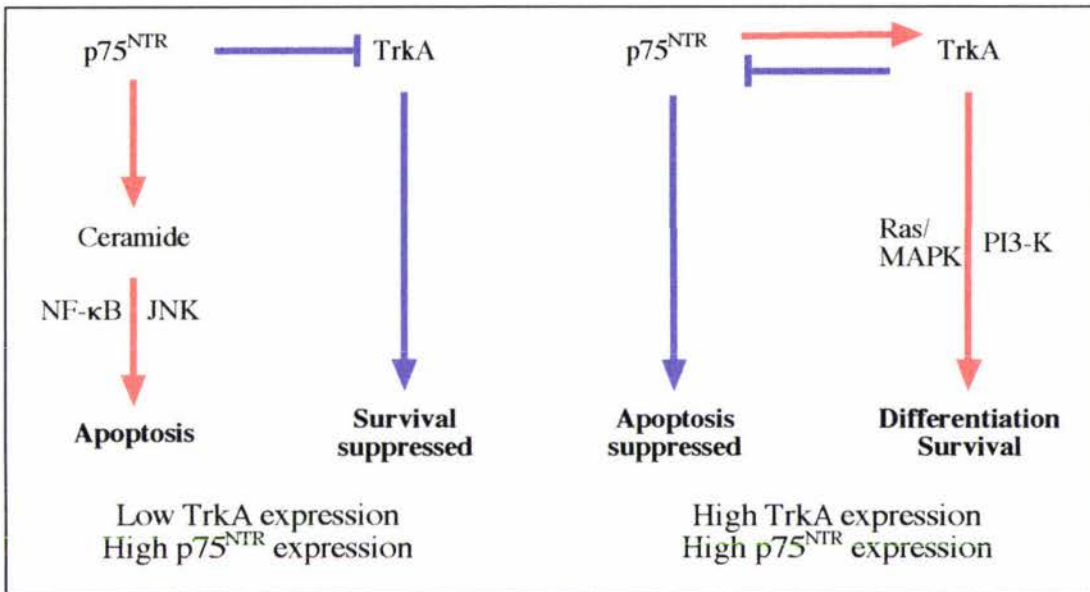 p75NTR TrkA
Ceramide
NF-κB JNK
Apoptosis
Survival
suppressed
Low TrkA expression
High p75NTR expression
p75NTR TrkA
Ras/
MAPK PI3-K
Apoptosis
suppressed
Differentiation
Survival
High TrkA expression
High p75NTR expression